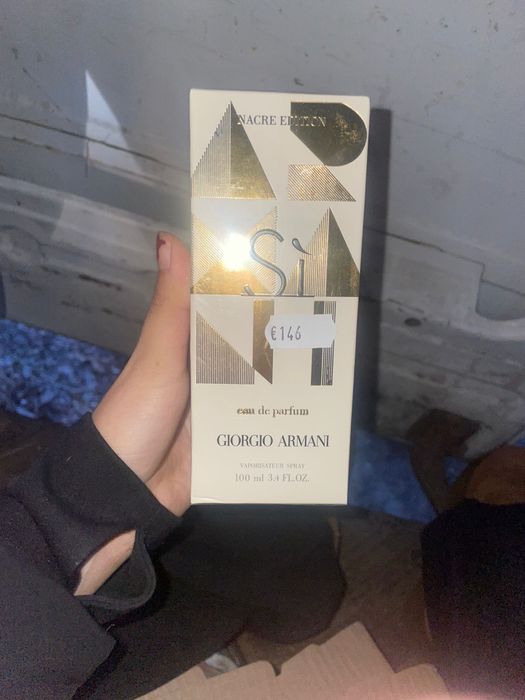 NACRE EDITION
Sì
€146
eau de parfum
GIORGIO ARMANI
VAPORISATEUR SPRAY
100 ml 3.4 FL.OZ.